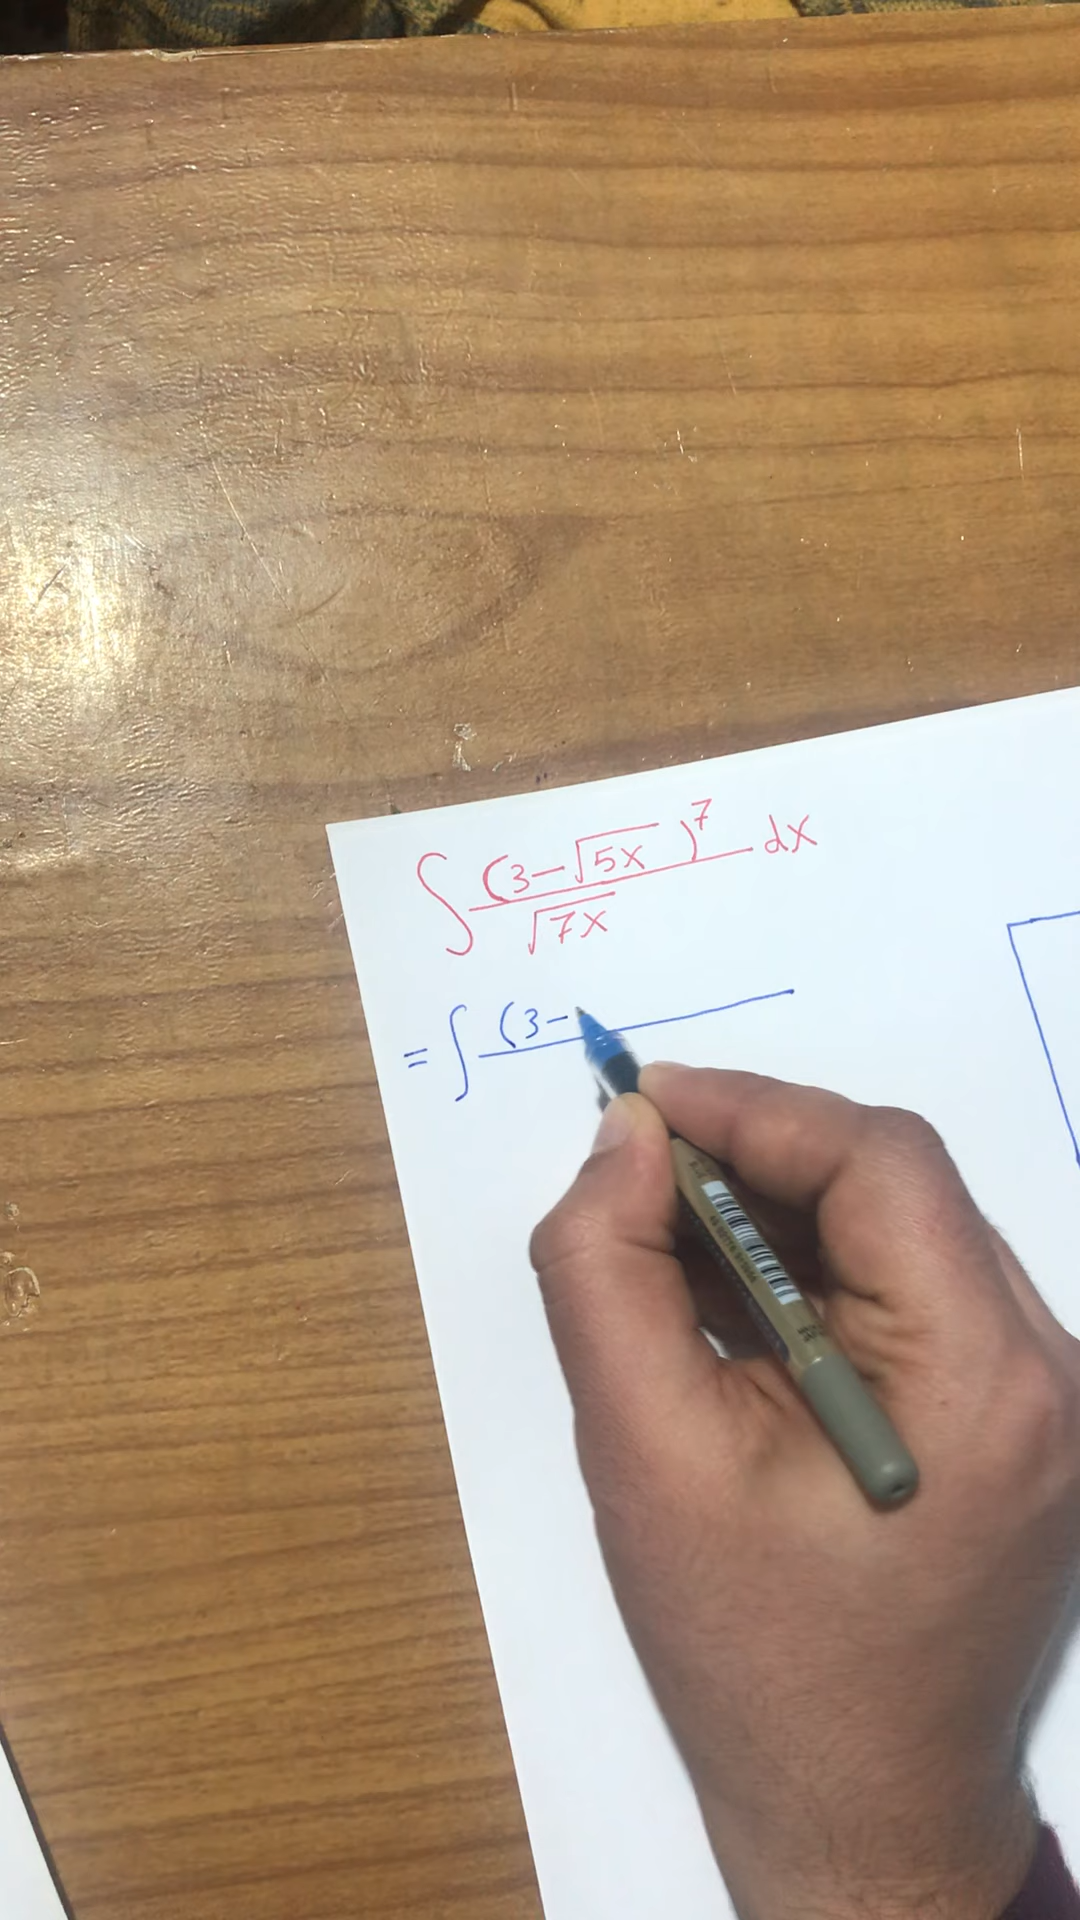 ∫ (3-√5x)^7 / √7x dx
= ∫ (3-